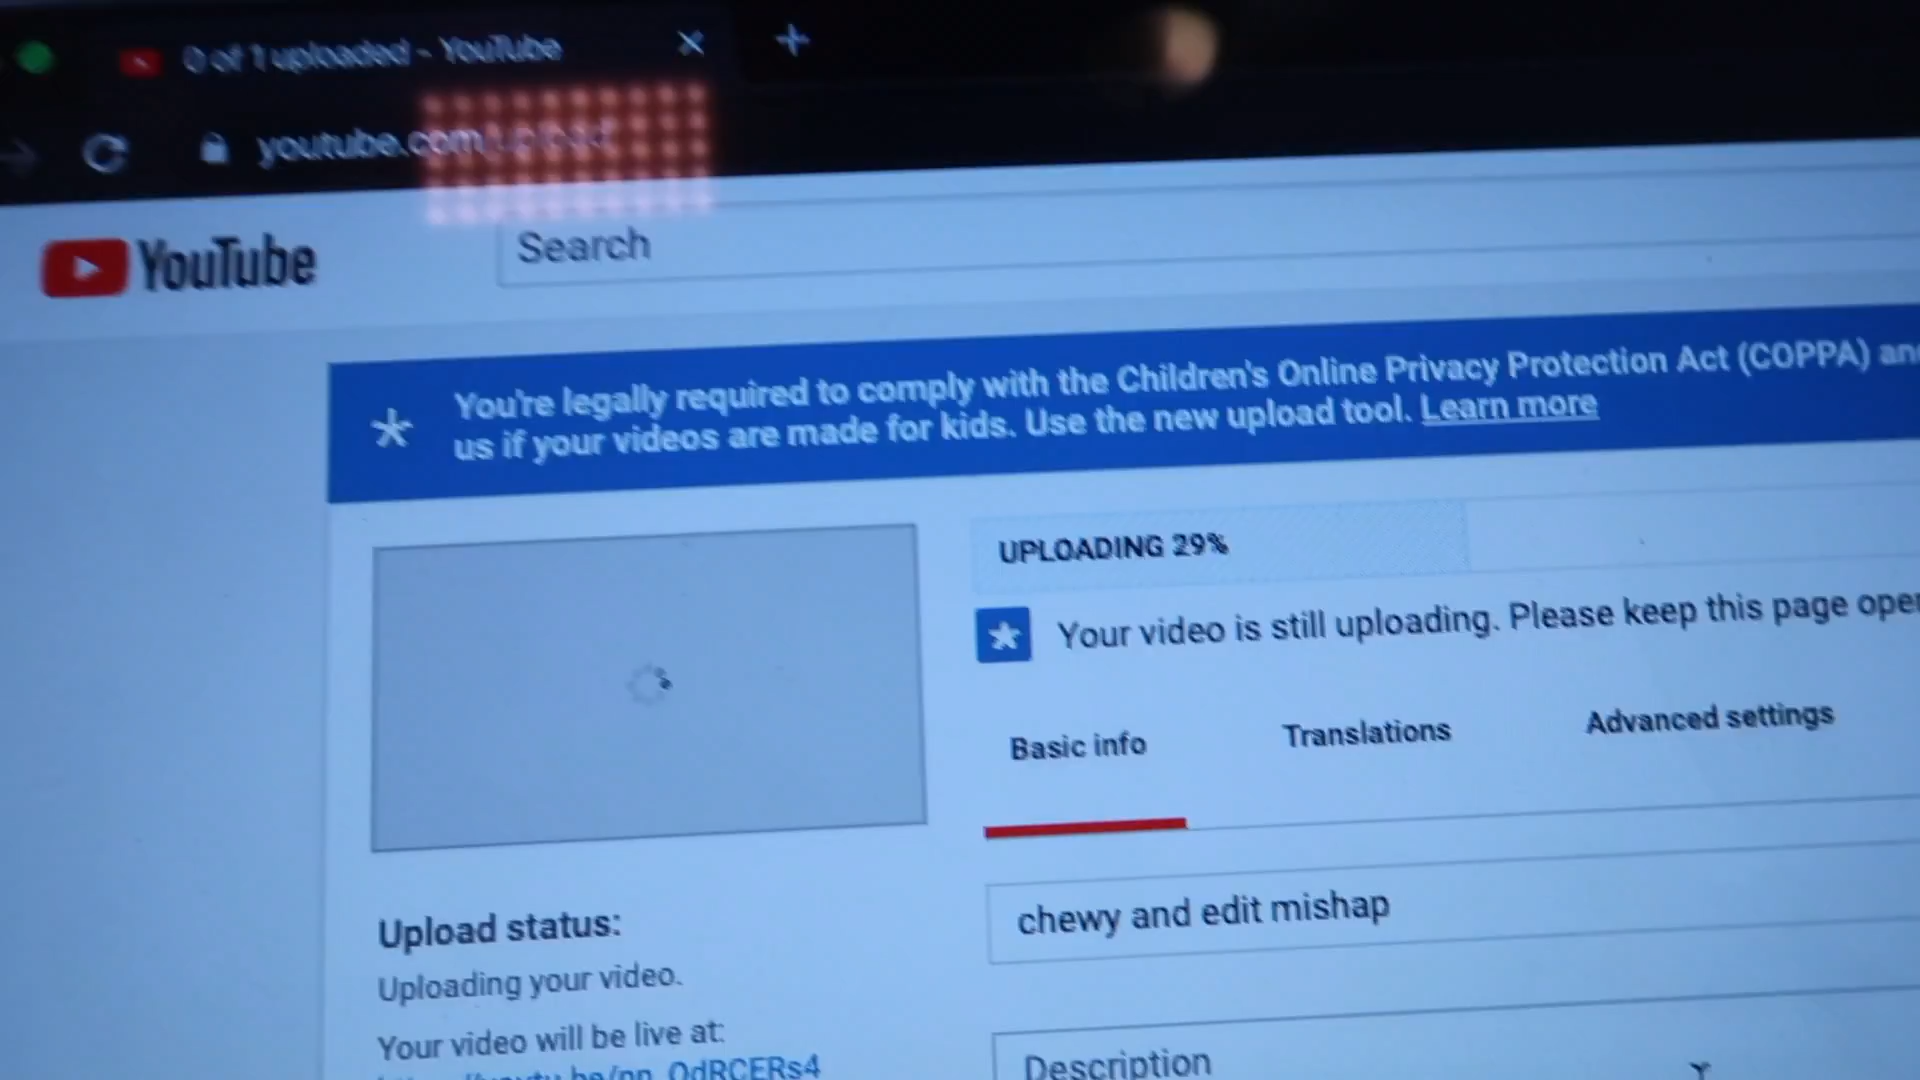 0 of 1 uploaded - YouTube
youtube.com/upload
YouTube
Search
You're legally required to comply with the Children's Online Privacy Protection Act (COPPA) and
us if your videos are made for kids. Use the new upload tool. Learn more
UPLOADING 29%
Your video is still uploading. Please keep this page open
Basic info
Translations
Advanced settings
chewy and edit mishap
Upload status:
Uploading your video.
Your video will be live at:
Description